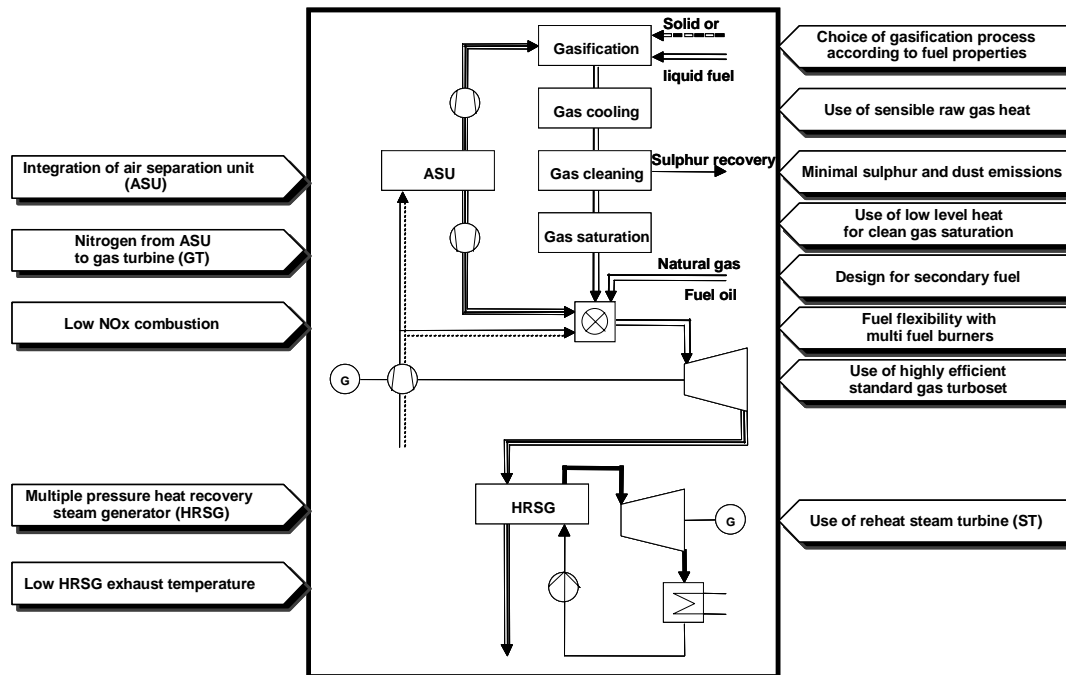 Integration of air separation unit
(ASU)
Nitrogen from ASU
to gas turbine (GT)
Low NOx combustion
Multiple pressure heat recovery
steam generator (HRSG)
Low HRSG exhaust temperature
Solid or
Gasification
liquid fuel
Gas cooling
ASU
Gas cleaning
Sulphur recovery
Gas saturation
Natural gas
Fuel oil
G
HRSG
G
Choice of gasification process
according to fuel properties
Use of sensible raw gas heat
Minimal sulphur and dust emissions
Use of low level heat
for clean gas saturation
Design for secondary fuel
Fuel flexibility with
multi fuel burners
Use of highly efficient
standard gas turboset
Use of reheat steam turbine (ST)